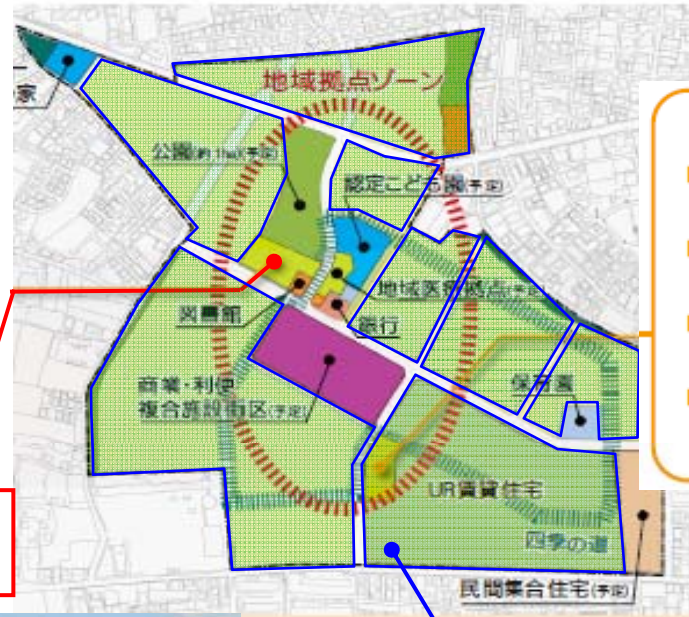 家
地域拠点ゾーン
公園(約1ha)(予定)
認定こども園(予定)
地域医療拠点(予定)
図書館
銀行
商業・利便
複合施設街区(予定)
保育園
UR賃貸住宅
四季の道
民間集合住宅(予定)